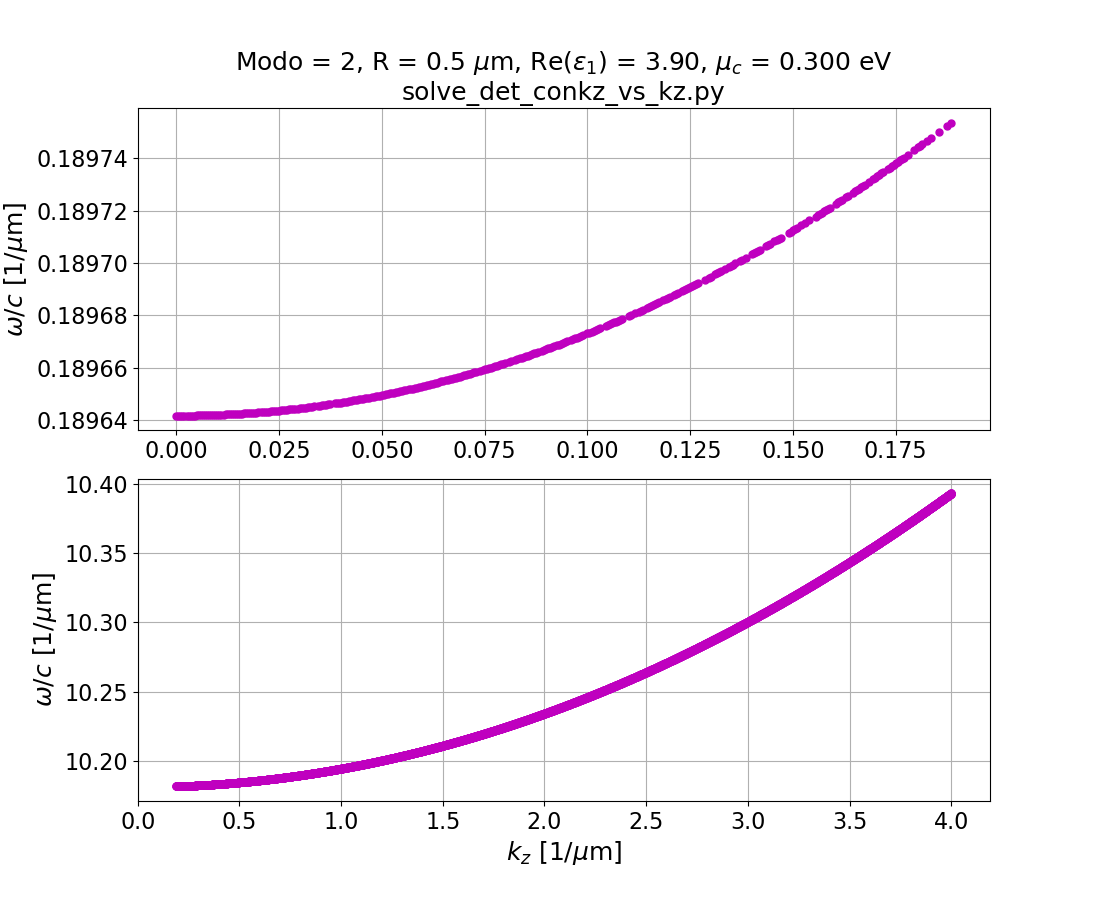 Modo = 2, R = 0.5 μm, Re(ε₁) = 3.90, μ_c = 0.300 eV
solve_det_conkz_vs_kz.py
ω/c [1/μm]
0.18974
0.18972
0.18970
0.18968
0.18966
0.18964
0.000 0.025 0.050 0.075 0.100 0.125 0.150 0.175
ω/c [1/μm]
10.40
10.35
10.30
10.25
10.20
0.0 0.5 1.0 1.5 2.0 2.5 3.0 3.5 4.0
k_z [1/μm]